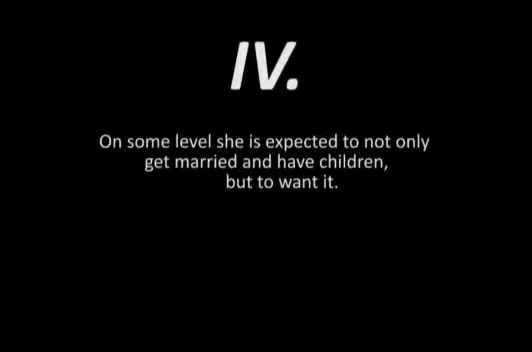 IV.
On some level she is expected to not only
get married and have children,
but to want it.